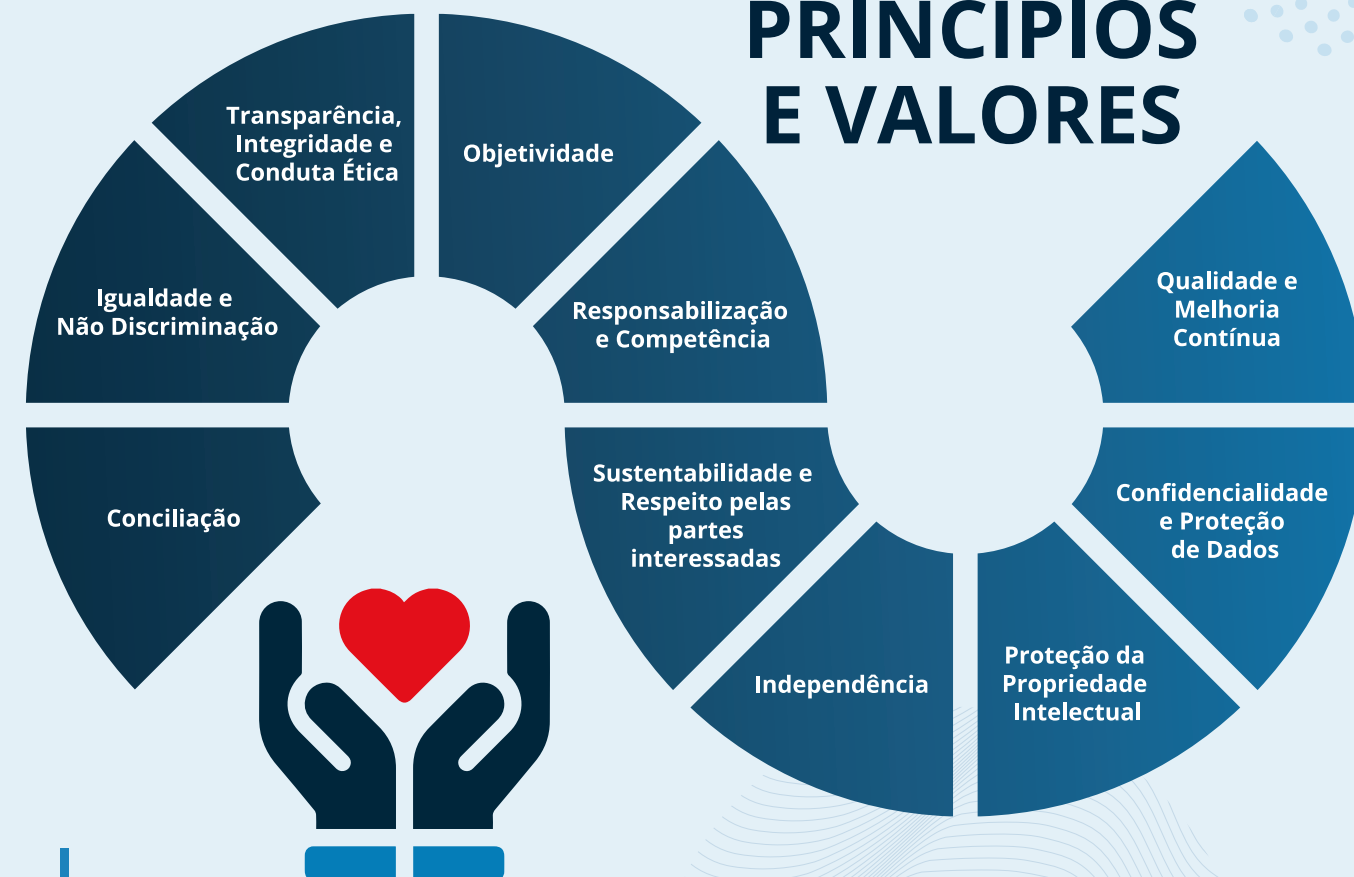 PRINCÍPIOS
E VALORES
Conciliação
Igualdade e
Não Discriminação
Transparência,
Integridade e
Conduta Ética
Objetividade
Responsabilização
e Competência
Sustentabilidade e
Respeito pelas
partes
interessadas
Independência
Proteção da
Propriedade
Intelectual
Confidencialidade
e Proteção
de Dados
Qualidade e
Melhoria
Contínua